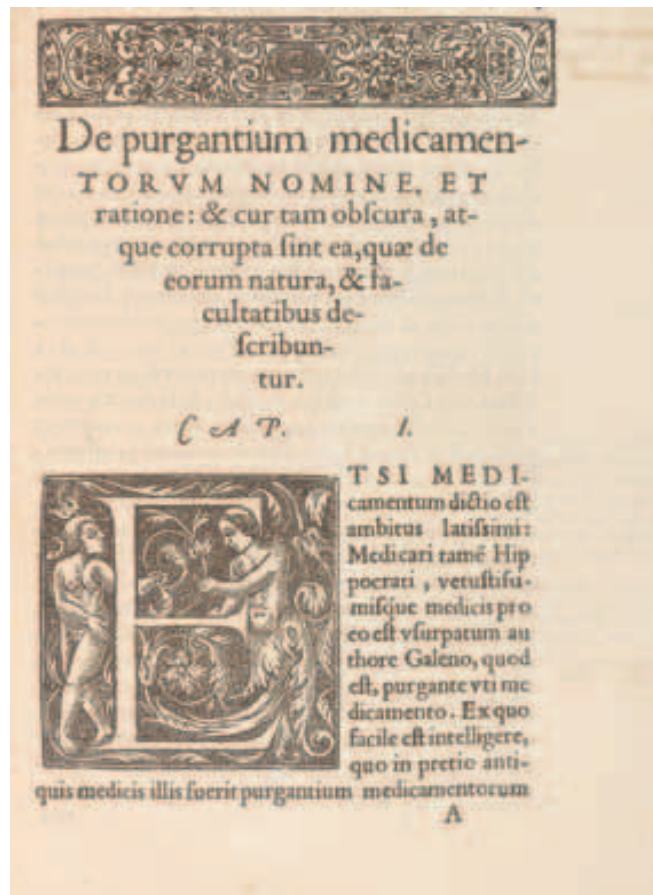 De purgantium medicamen-
TORVM NOMINE, ET
ratione: & cur tam obſcura, at-
que corrupta ſint ea, quæ de
eorum natura, & fa-
cultatibus de-
ſcribun-
tur.
CAP. I.
ETSI MEDI-
camentum dictio eſt
ambitus latiſſimi:
Medicari tamē Hip
pocrati, vetuſtiſſi-
miſque medicis pro
eo eſt vſurpatum au
thore Galeno, quod
eſt, purgante vti me
dicamento. Ex quo
facile eſt intelligere,
quo in pretio anti-
quis medicis illis fuerit purgantium medicamentorum
A